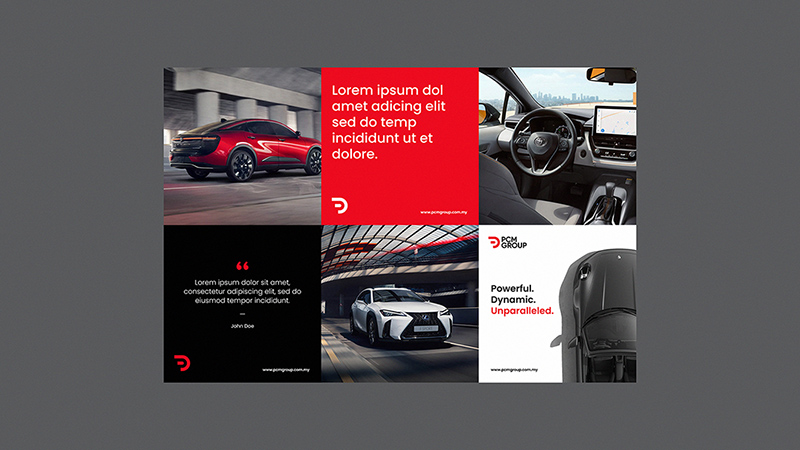 Lorem ipsum dol
amet adicing elit
sed do temp
incididunt ut et
dolore.
www.pcmgroup.com.my
“
Lorem ipsum dolor sit amet,
consectetur adipiscing elit, sed do
eiusmod tempor incididunt.
—
John Doe
www.pcmgroup.com.my
PCM
GROUP
Powerful.
Dynamic.
Unparalleled.
www.pcmgroup.com.my